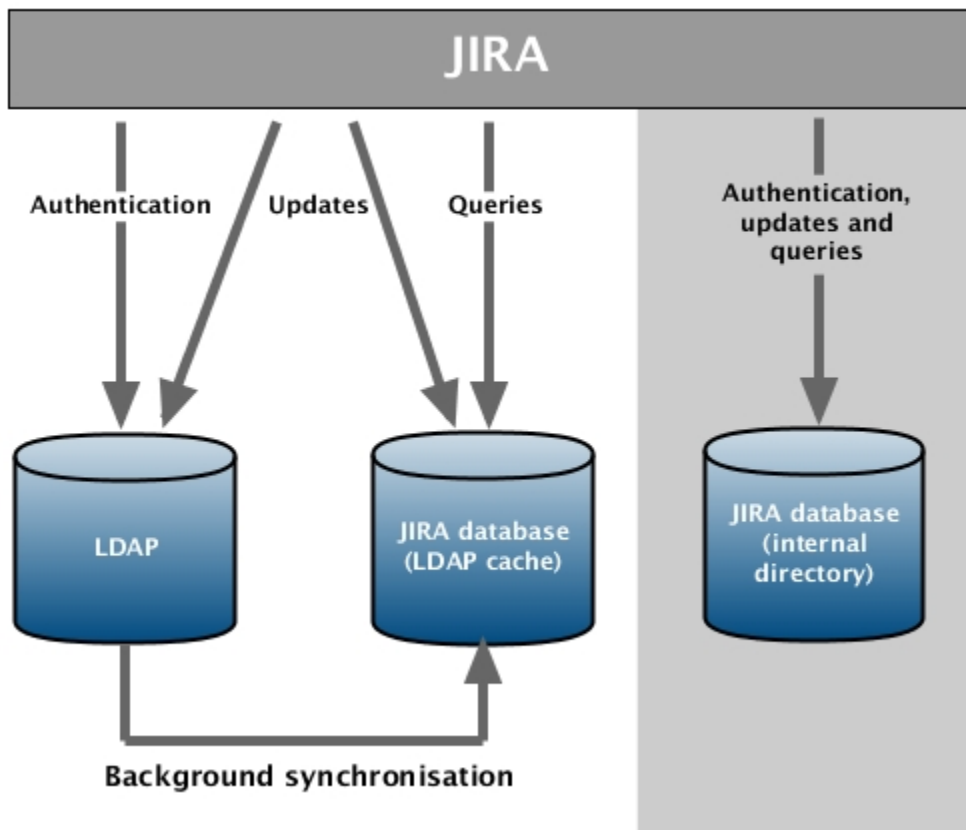 JIRA
Authentication
Updates
Queries
Authentication,
updates and
queries
LDAP
JIRA database
(LDAP cache)
JIRA database
(internal
directory)
Background synchronisation